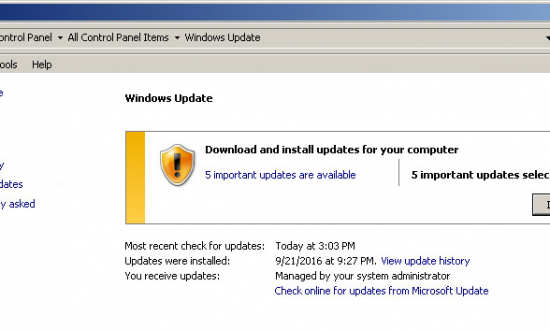 ontrol Panel ▾ All Control Panel Items ▾ Windows Update
ools Help
e
Windows Update
Download and install updates for your computer
5 important updates are available
5 important updates selec
y
dates
y asked
I
Most recent check for updates: Today at 3:03 PM
Updates were installed: 9/21/2016 at 9:27 PM. View update history
You receive updates: Managed by your system administrator
Check online for updates from Microsoft Update